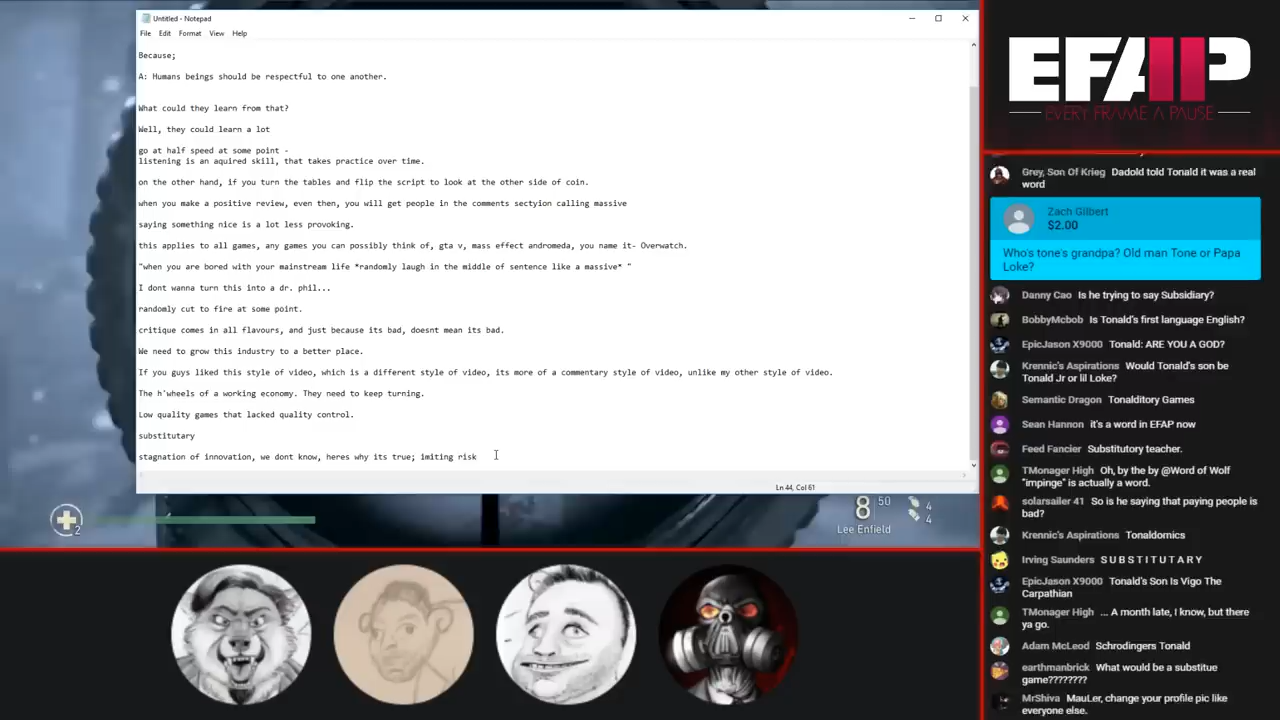 Untitled - Notepad
File Edit Format View Help
Because;
A: Humans beings should be respectful to one another.
What could they learn from that?
Well, they could learn a lot
go at half speed at some point -
listening is an aquired skill, that takes practice over time.
on the other hand, if you turn the tables and flip the script to look at the other side of coin.
when you make a positive review, even then, you will get people in the comments sectyion calling massive
saying something nice is a lot less provoking.
this applies to all games, any games you can possibly think of, gta v, mass effect andromeda, you name it- Overwatch.
"when you are bored with your mainstream life *randomly laugh in the middle of sentence like a massive* "
I dont wanna turn this into a dr. phil...
randomly cut to fire at some point.
critique comes in all flavours, and just because its bad, doesnt mean its bad.
We need to grow this industry to a better place.
If you guys liked this style of video, which is a different style of video, its more of a commentary style of video, unlike my other style of video.
The h'wheels of a working economy. They need to keep turning.
Low quality games that lacked quality control.
substitutary
stagnation of innovation, we dont know, heres why its true; imiting risk
Ln 44, Col 61
2
8 50
4
4
Lee Enfield
EFAP
EVERY FRAME A PAUSE
Grey, Son Of Krieg Dadold told Tonald it was a real
word
Zach Gilbert
$2.00
Who's tone's grandpa? Old man Tone or Papa
Loke?
Danny Cao Is he trying to say Subsidiary?
BobbyMcbob Is Tonald's first language English?
EpicJason X9000 Tonald: ARE YOU A GOD?
Krennic's Aspirations Would Tonald's son be
Tonald Jr or lil Loke?
Semantic Dragon Tonalditory Games
Sean Hannon it's a word in EFAP now
Feed Fancier Substitutory teacher.
TMonager High Oh, by the by @Word of Wolf
"impinge" is actually a word.
solarsailer 41 So is he saying that paying people is
bad?
Krennic's Aspirations Tonaldomics
Irving Saunders S U B S T I T U T A R Y
EpicJason X9000 Tonald's Son Is Vigo The
Carpathian
TMonager High ... A month late, I know, but there
ya go.
Adam McLeod Schrodingers Tonald
earthmanbrick What would be a substitue
game????????
MrShiva MauLer, change your profile pic like
everyone else.